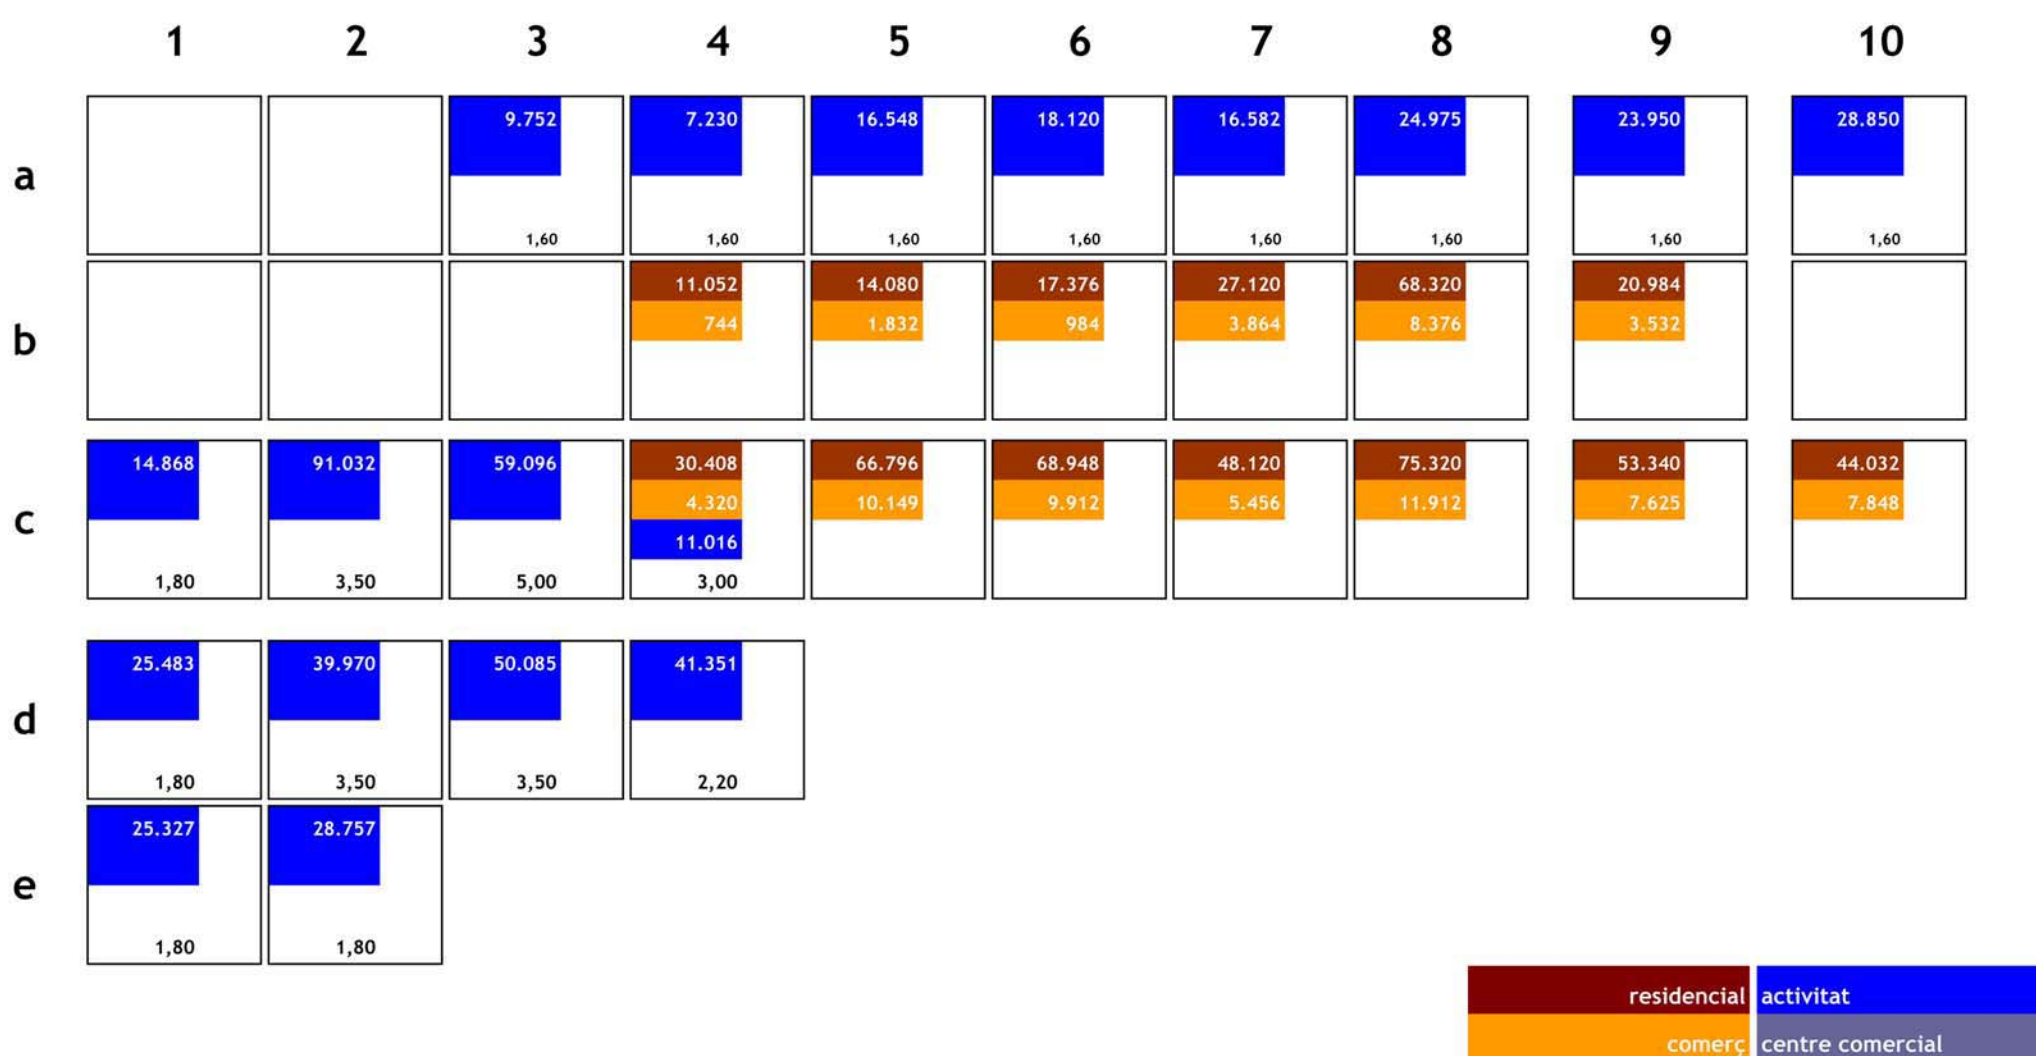 1 2 3 4 5 6 7 8 9 10
9.752 7.230 16.548 18.120 16.582 24.975 23.950 28.850
a
1,60 1,60 1,60 1,60 1,60 1,60 1,60 1,60
11.052 14.080 17.376 27.120 68.320 20.984
744 1.832 984 3.864 8.376 3.532
b
14.868 91.032 59.096 30.408 66.796 68.948 48.120 75.320 53.340 44.032
4.320 10.149 9.912 5.456 11.912 7.625 7.848
c
11.016
1,80 3,50 5,00 3,00
25.483 39.970 50.085 41.351
d
1,80 3,50 3,50 2,20
25.327 28.757
e
1,80 1,80
residencial activitat
comerç centre comercial